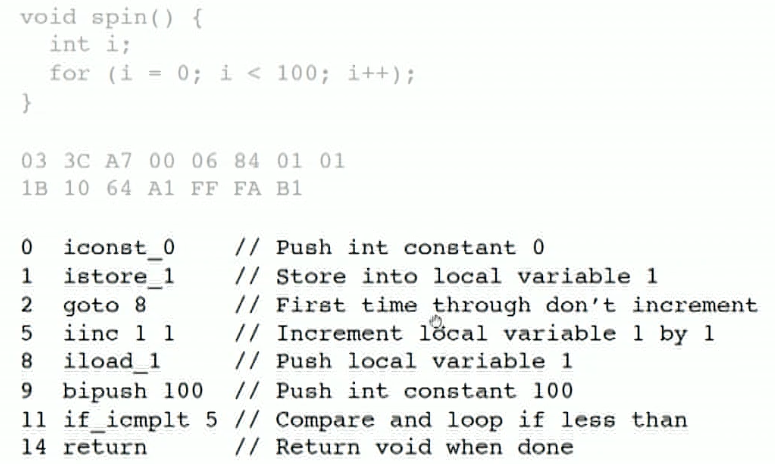 void spin() {
  int i;
  for (i = 0; i < 100; i++);
}
03 3C A7 00 06 84 01 01
1B 10 64 A1 FF FA B1
0  iconst_0    // Push int constant 0
1  istore_1    // Store into local variable 1
2  goto 8      // First time through don't increment
5  iinc 1 1    // Increment local variable 1 by 1
8  iload_1     // Push local variable 1
9  bipush 100  // Push int constant 100
11 if_icmplt 5 // Compare and loop if less than
14 return      // Return void when done